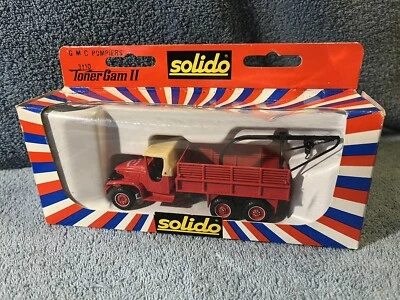 G M C POMPIERS
3110
Toner Gam II
solido
solido